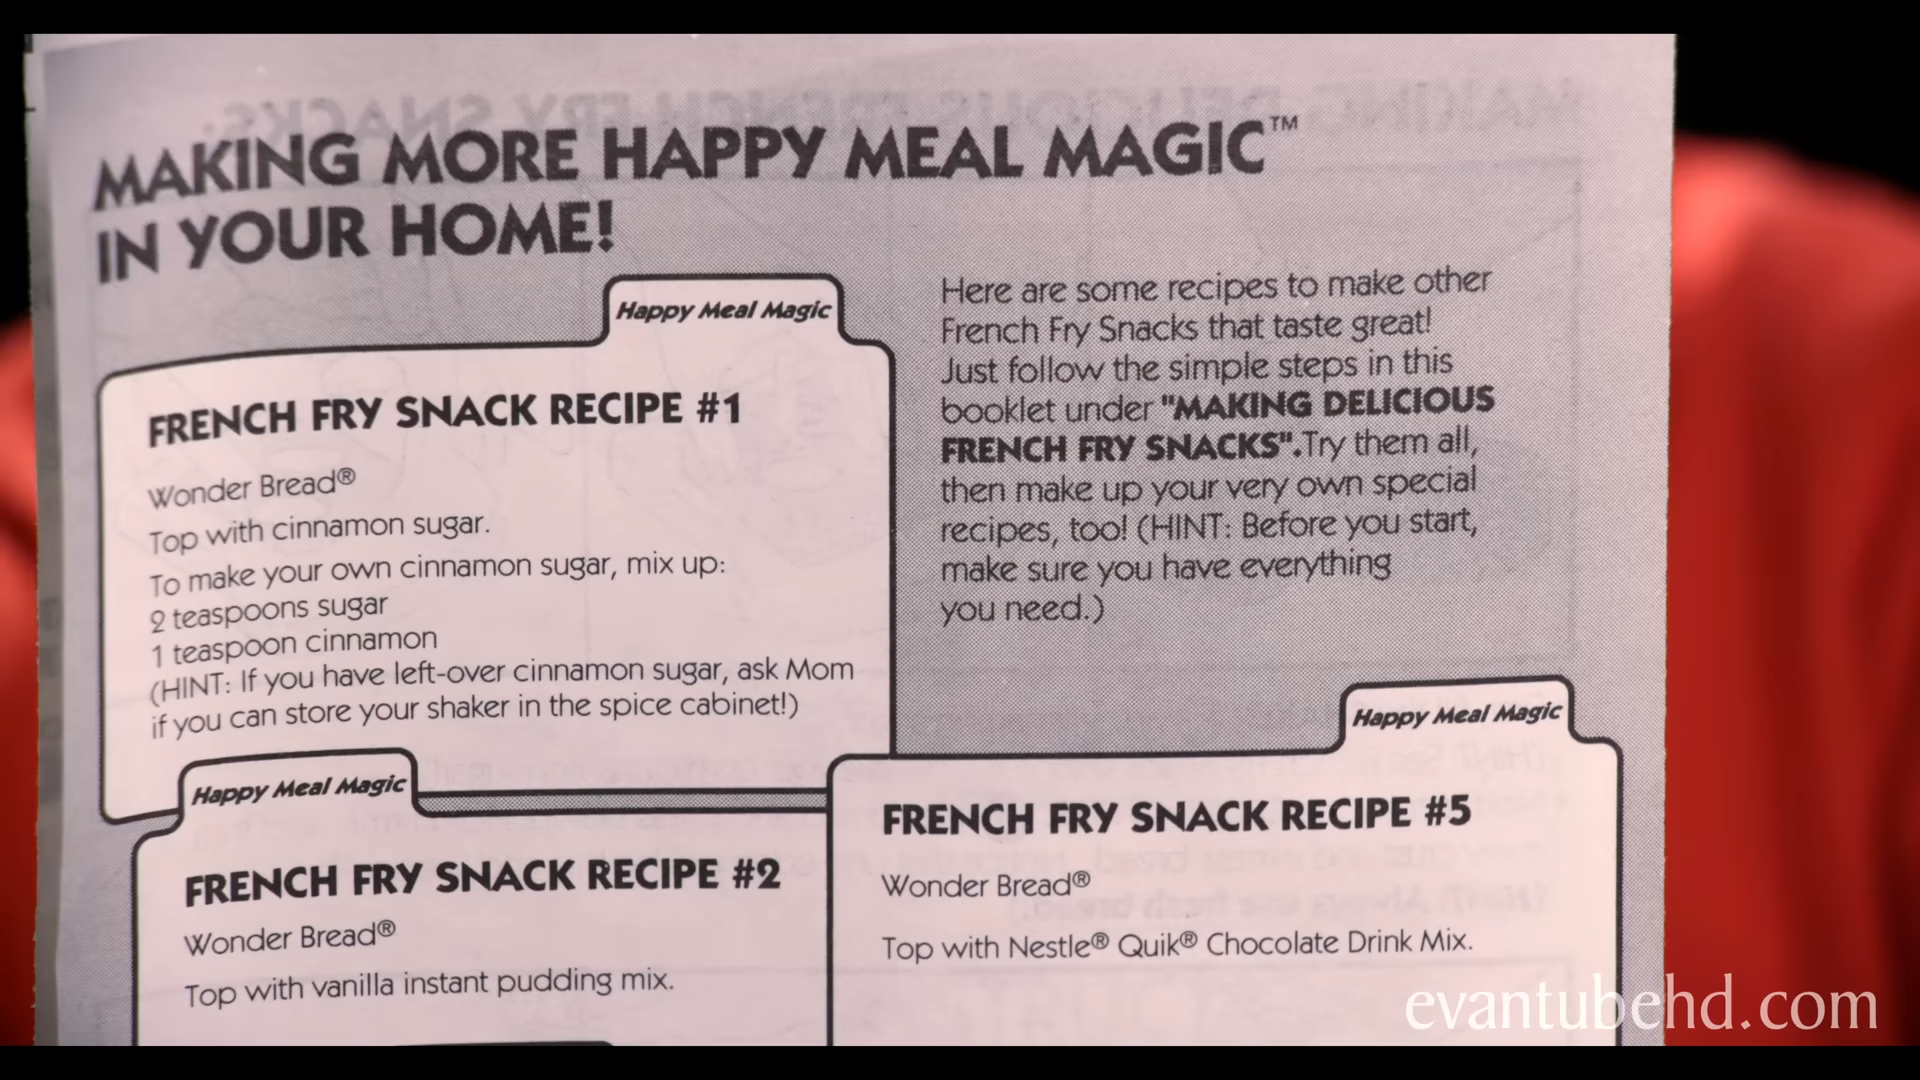 MAKING MORE HAPPY MEAL MAGIC™
IN YOUR HOME!
Happy Meal Magic
FRENCH FRY SNACK RECIPE #1
Wonder Bread®
Top with cinnamon sugar.
To make your own cinnamon sugar, mix up:
2 teaspoons sugar
1 teaspoon cinnamon
(HINT: If you have left-over cinnamon sugar, ask Mom
if you can store your shaker in the spice cabinet!)
Here are some recipes to make other
French Fry Snacks that taste great!
Just follow the simple steps in this
booklet under "MAKING DELICIOUS
FRENCH FRY SNACKS".Try them all,
then make up your very own special
recipes, too! (HINT: Before you start,
make sure you have everything
you need.)
Happy Meal Magic
FRENCH FRY SNACK RECIPE #2
Wonder Bread®
Top with vanilla instant pudding mix.
Happy Meal Magic
FRENCH FRY SNACK RECIPE #5
Wonder Bread®
Top with Nestle® Quik® Chocolate Drink Mix.
evantubehd.com